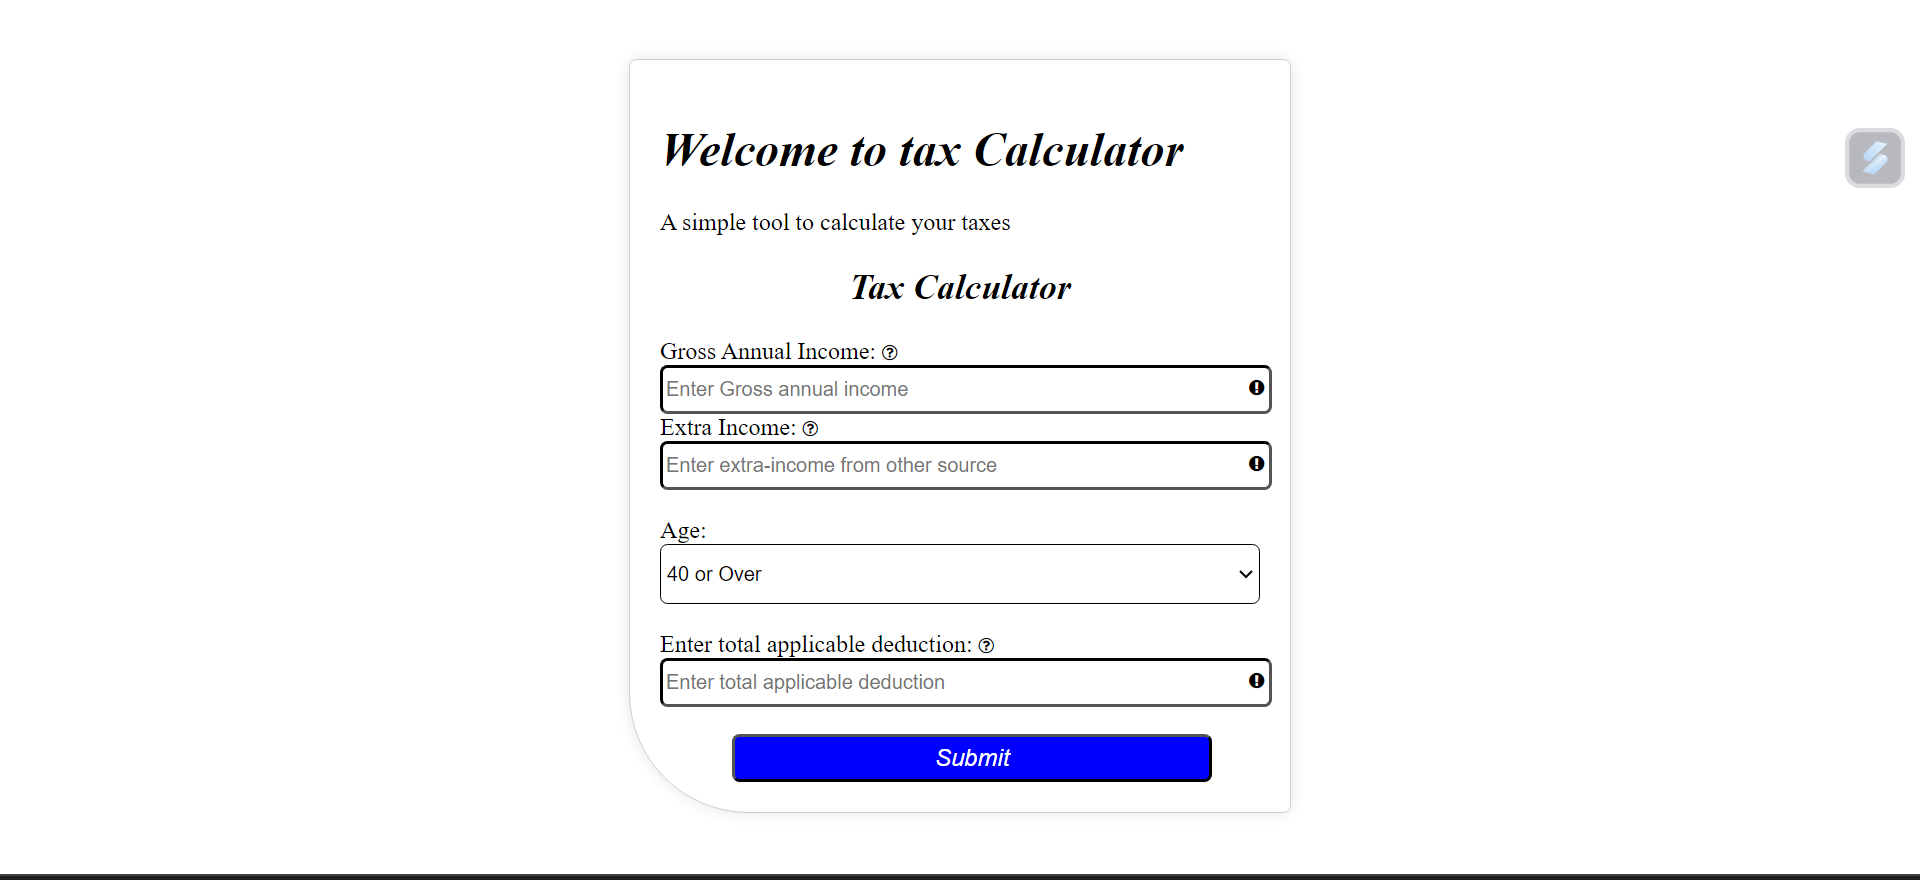 Welcome to tax Calculator
A simple tool to calculate your taxes
Tax Calculator
Gross Annual Income:
Enter Gross annual income
Extra Income:
Enter extra-income from other source
Age:
40 or Over
Enter total applicable deduction:
Enter total applicable deduction
Submit